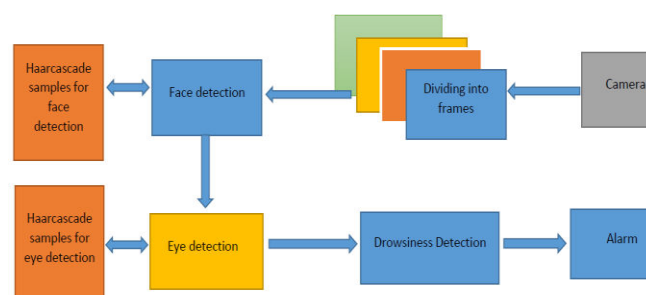 Haarcascade
samples for
face
detection
Face detection
Dividing into
frames
Camera
Haarcascade
samples for
eye detection
Eye detection
Drowsiness Detection
Alarm